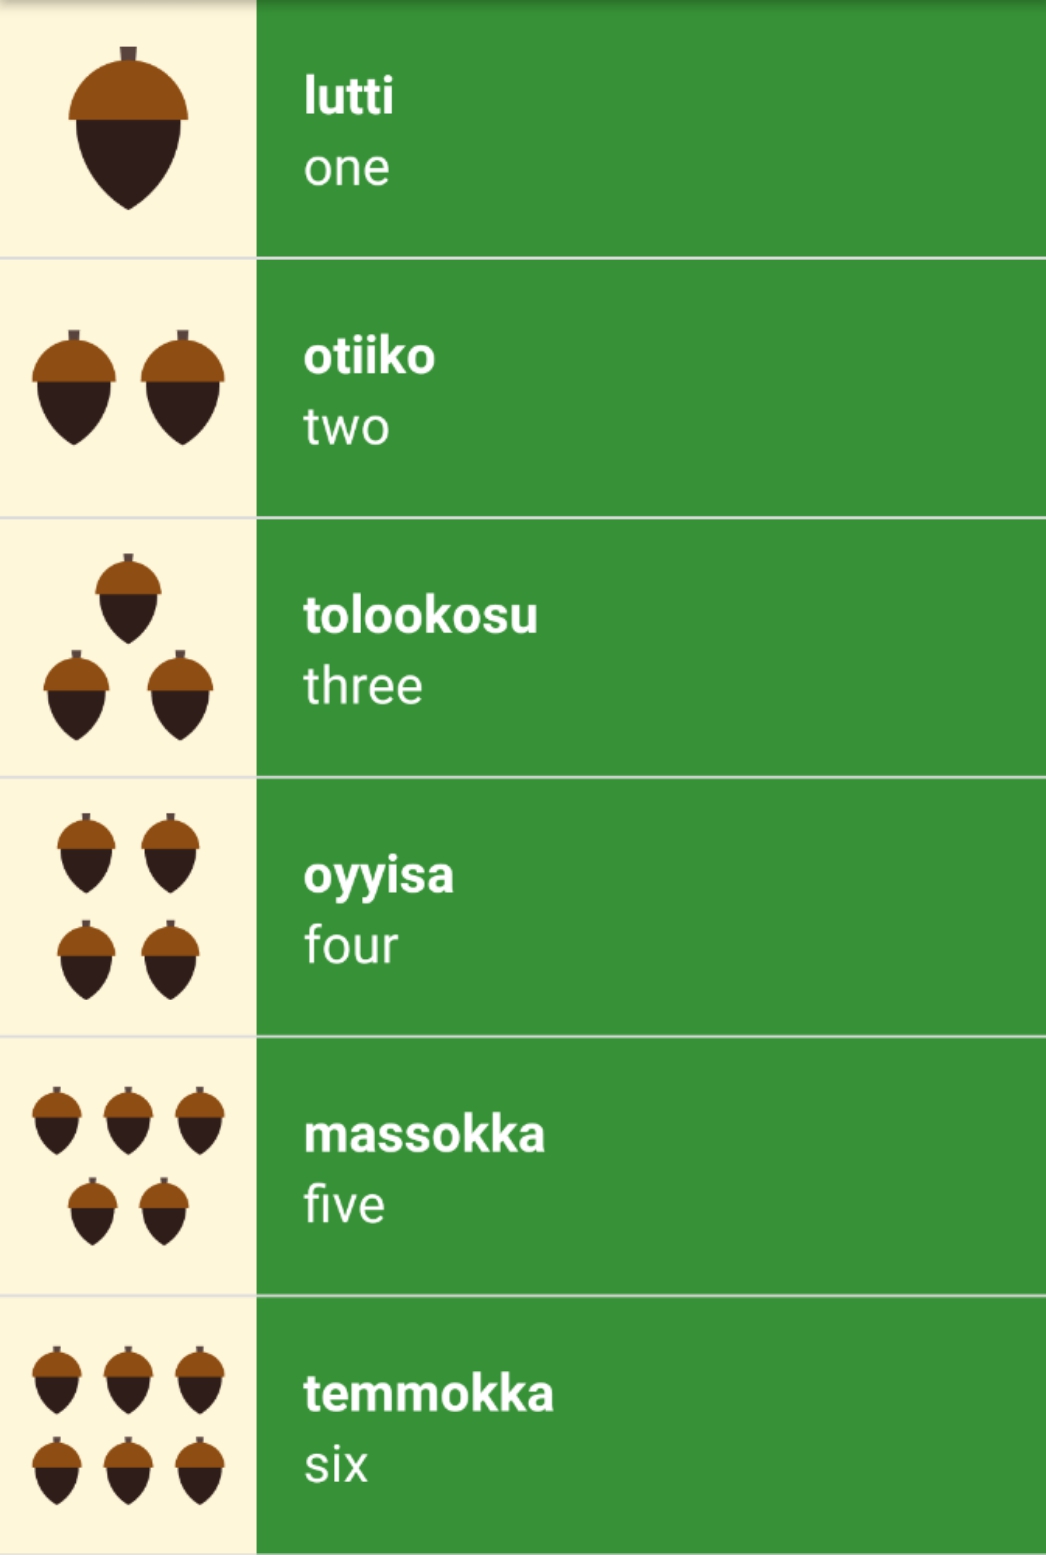 lutti
one
otiiko
two
tolookosu
three
oyyisa
four
massokka
five
temmokka
six